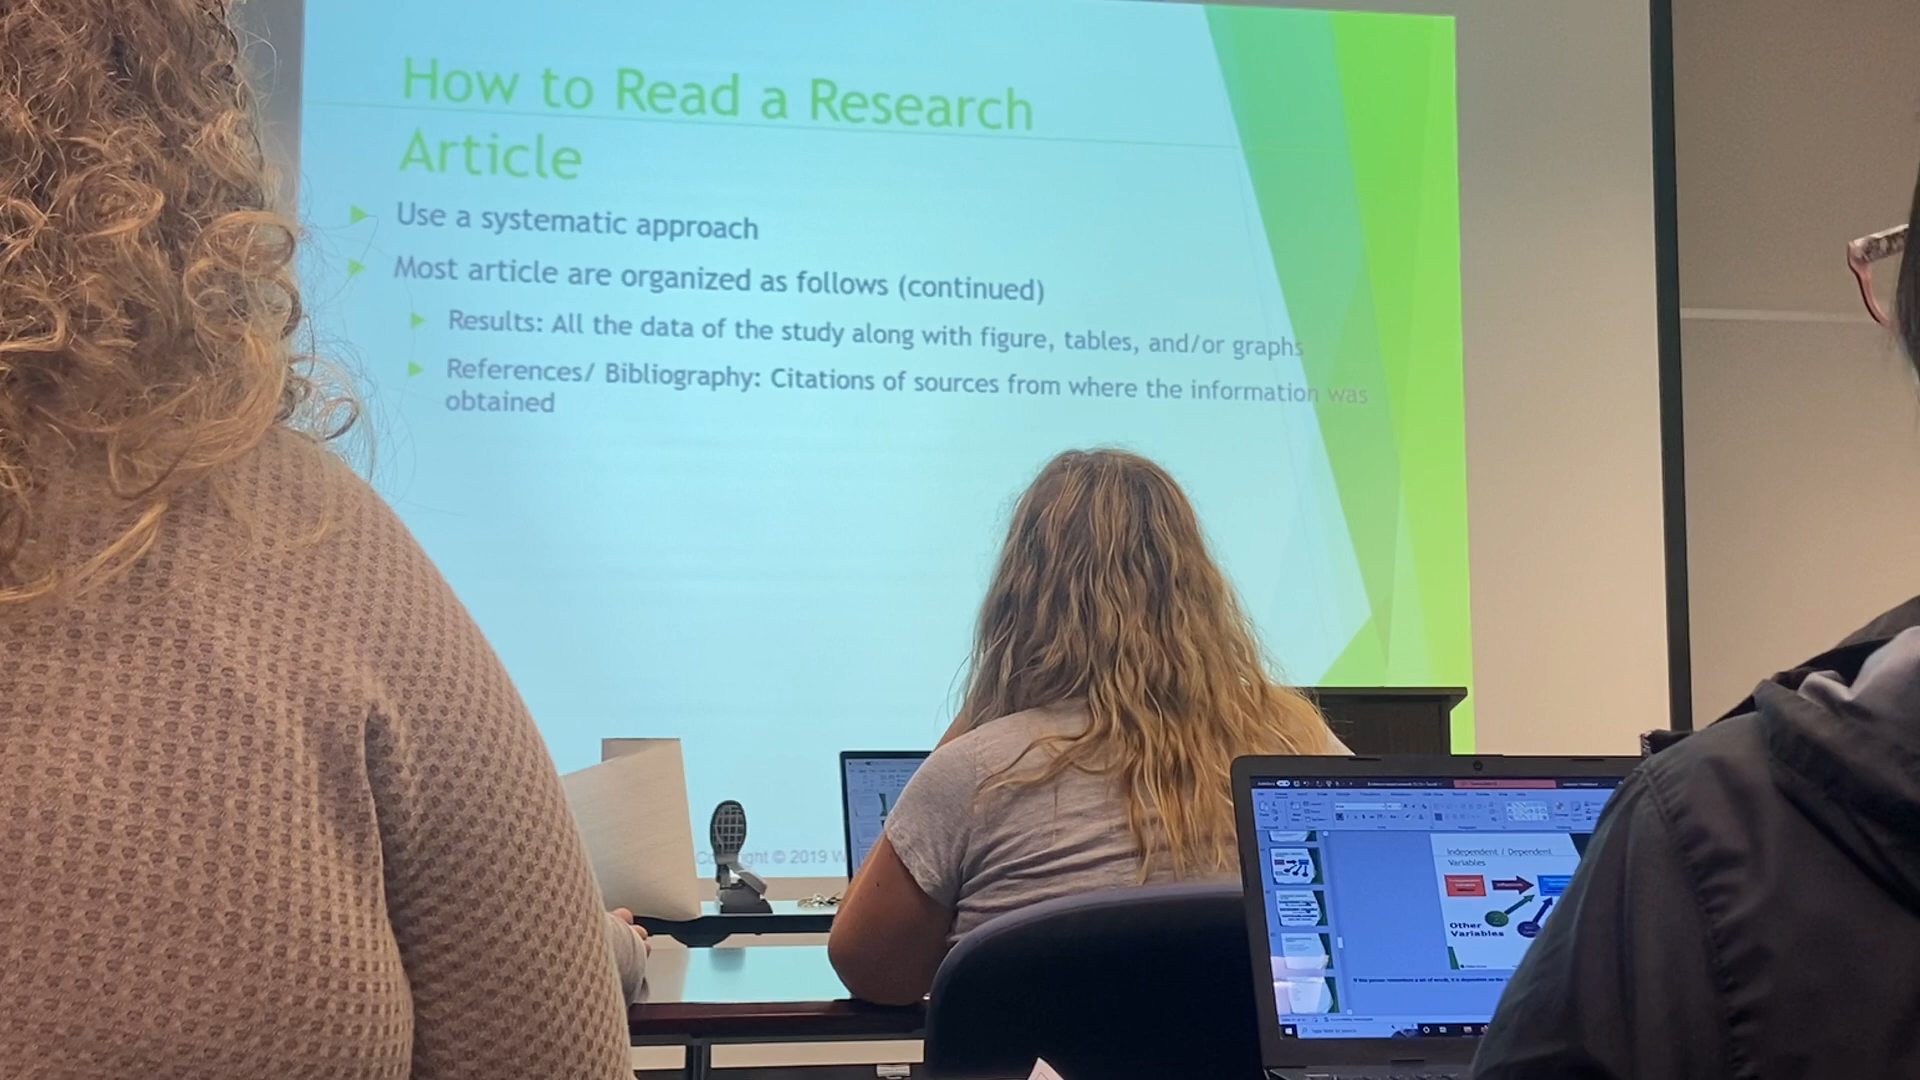 How to Read a Research
Article
Use a systematic approach
Most article are organized as follows (continued)
Results: All the data of the study along with figure, tables, and/or graphs
References/ Bibliography: Citations of sources from where the information was
obtained
© 2019 W
Independent / Dependent
Variables
Other
Variables